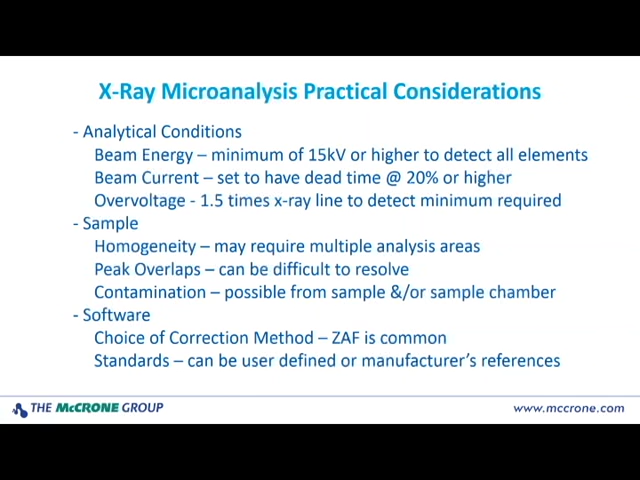 X-Ray Microanalysis Practical Considerations
- Analytical Conditions
Beam Energy – minimum of 15kV or higher to detect all elements
Beam Current – set to have dead time @ 20% or higher
Overvoltage - 1.5 times x-ray line to detect minimum required
- Sample
Homogeneity – may require multiple analysis areas
Peak Overlaps – can be difficult to resolve
Contamination – possible from sample &/or sample chamber
- Software
Choice of Correction Method – ZAF is common
Standards – can be user defined or manufacturer's references
THE McCRONE GROUP
www.mccrone.com